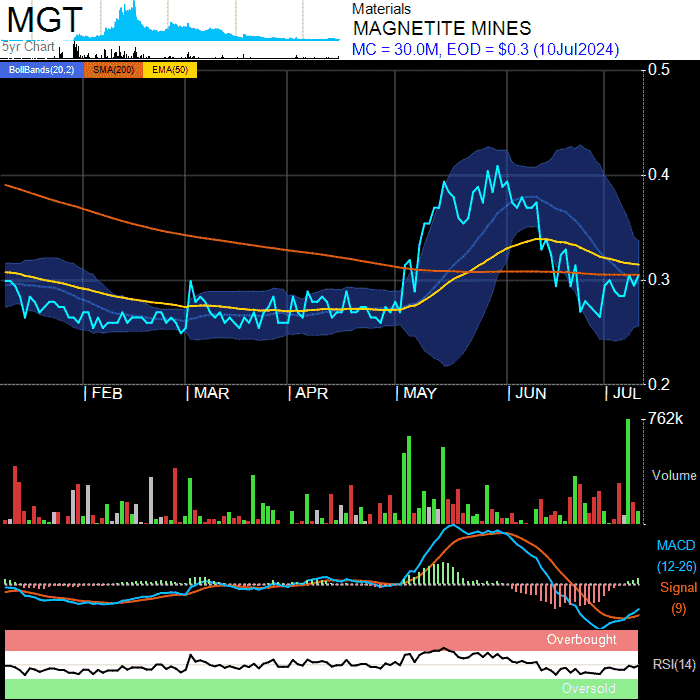 MGT
5yr Chart
Materials
MAGNETITE MINES
MC = 30.0M, EOD = $0.3 (10Jul2024)
BollBands(20,2) SMA(200) EMA(50)
0.5
0.4
0.3
0.2
FEB MAR APR MAY JUN JUL
762k
Volume
MACD
(12-26)
Signal
(9)
Overbought
RSI(14)
Oversold